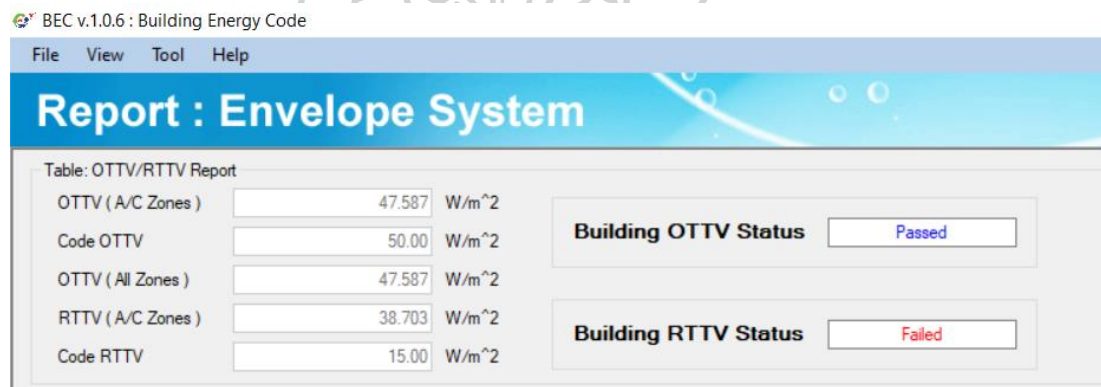 BEC v.1.0.6 : Building Energy Code
File View Tool Help
Report : Envelope System
Table: OTTV/RTTV Report
OTTV ( A/C Zones ) 47.587 W/m^2
Code OTTV 50.00 W/m^2
OTTV ( All Zones ) 47.587 W/m^2
RTTV ( A/C Zones ) 38.703 W/m^2
Code RTTV 15.00 W/m^2
Building OTTV Status Passed
Building RTTV Status Failed